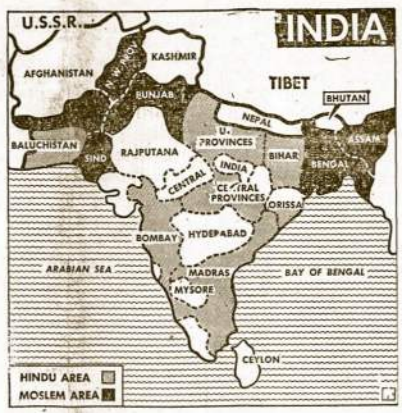 U.S.S.R.
INDIA
AFGHANISTAN
N.W. PROV.
KASHMIR
TIBET
PUNJAB
NEPAL
BHUTAN
BALUCHISTAN
SIND
RAJPUTANA
U. PROVINCES
BIHAR
BENGAL
ASSAM
CENTRAL
INDIA
CENTRAL
PROVINCES
ORISSA
BOMBAY
HYDERABAD
ARABIAN SEA
MADRAS
BAY OF BENGAL
MYSORE
CEYLON
HINDU AREA
MOSLEM AREA